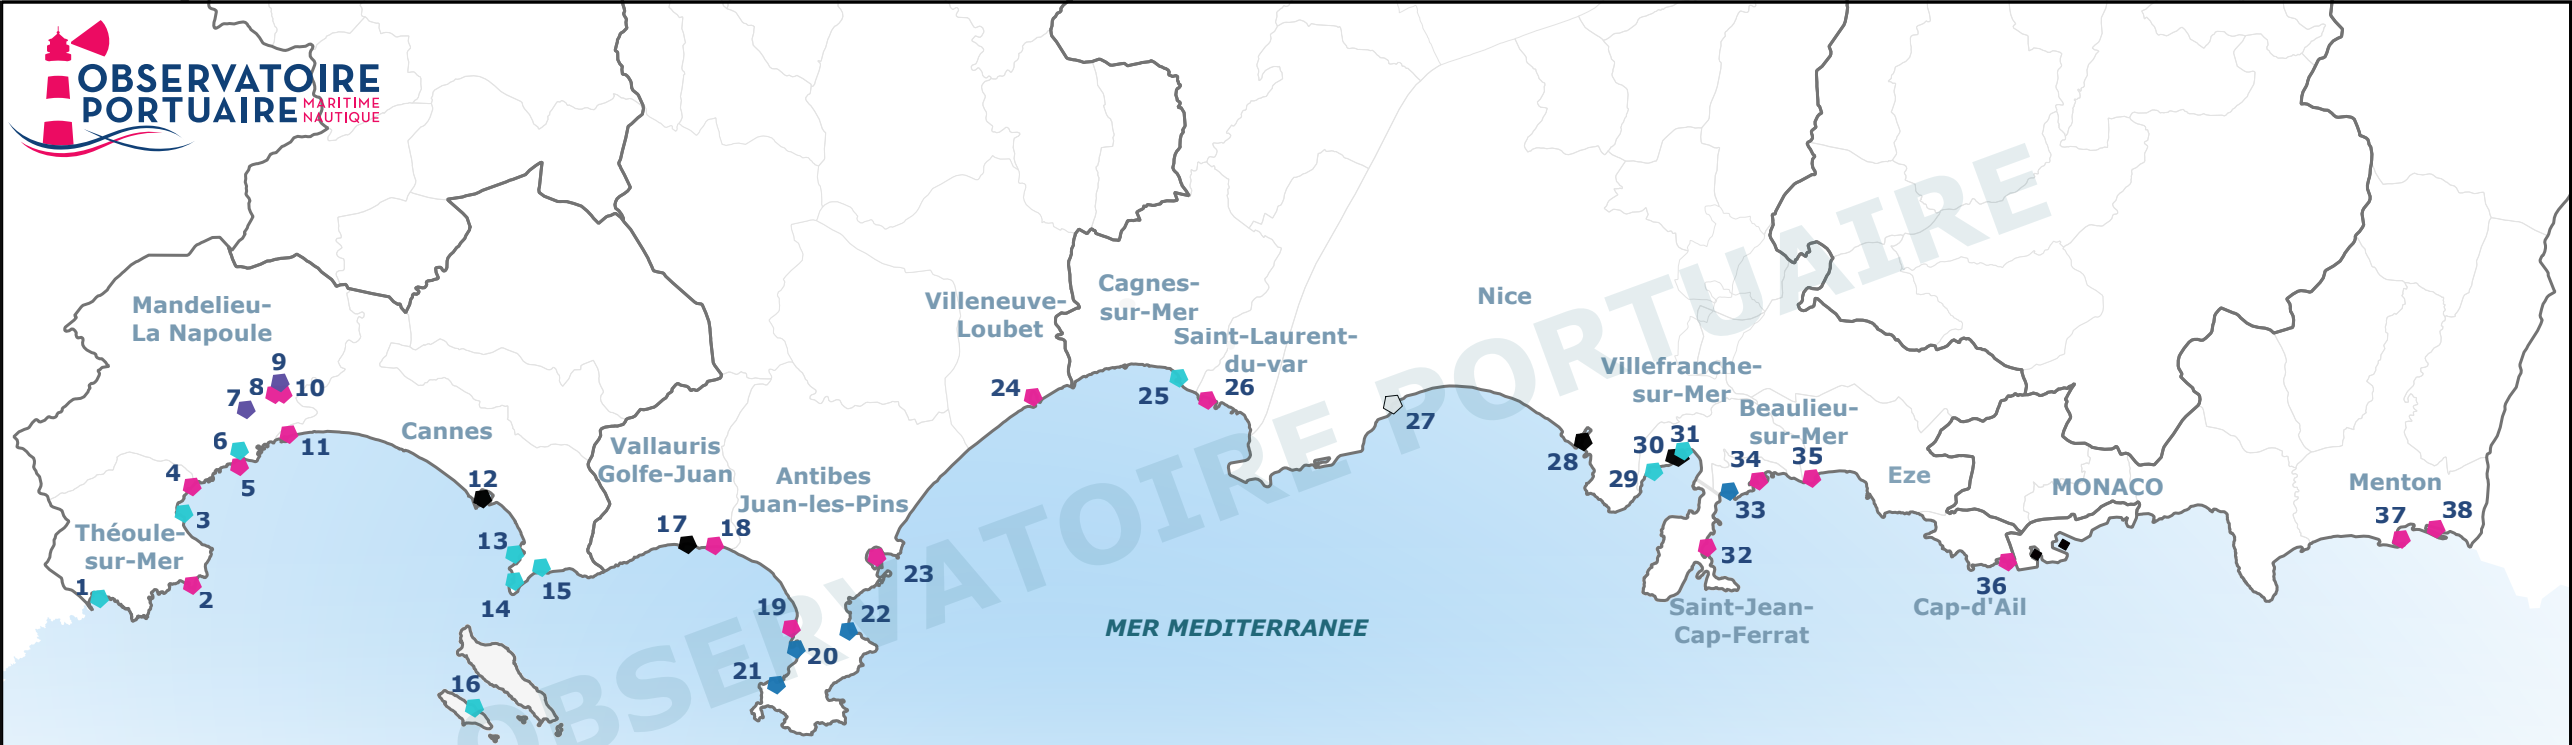 OBSERVATOIRE
PORTUAIRE MARITIME
NAUTIQUE
Mandelieu-
La Napoule
9
8 10
7
6
11
4
5
3
Théoule-
sur-Mer
1
2
Cannes
12
13
14
15
16
Vallauris
Golfe-Juan
17
18
Antibes
Juan-les-Pins
19
20
21
22
23
Villeneuve-
Loubet
24
Cagnes-
sur-Mer
25
Saint-Laurent-
du-var
26
27
Nice
28
Villefranche-
sur-Mer
29
30
31
Beaulieu-
sur-Mer
32
33
34
35
Saint-Jean-
Cap-Ferrat
Eze
36
Cap-d'Ail
MONACO
Menton
37
38
MER MEDITERRANEE
OBSERVATOIRE PORTUAIRE